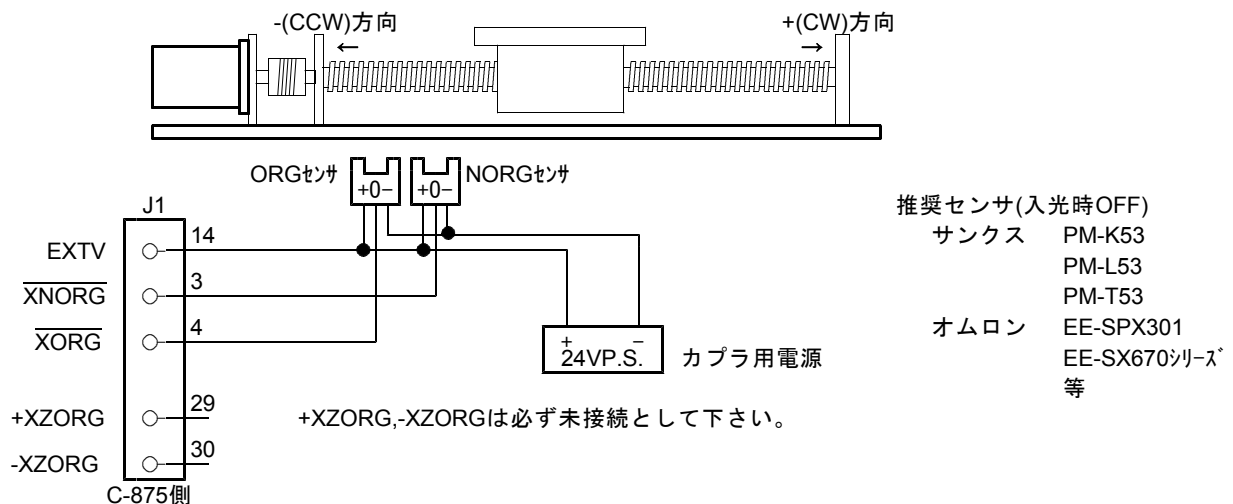 -(CCW)方向
←
+(CW)方向
→
ORGｾﾝｻ
+0−
+0−
NORGｾﾝｻ
推奨センサ(入光時OFF)
サンクス PM-K53
PM-L53
PM-T53
オムロン EE-SPX301
EE-SX670ｼﾘｰｽﾞ
等
J1
EXTV 14
XNORG 3
XORG 4
+ −
24VP.S. カプラ用電源
+XZORG 29
+XZORG,-XZORGは必ず未接続として下さい。
-XZORG 30
C-875側